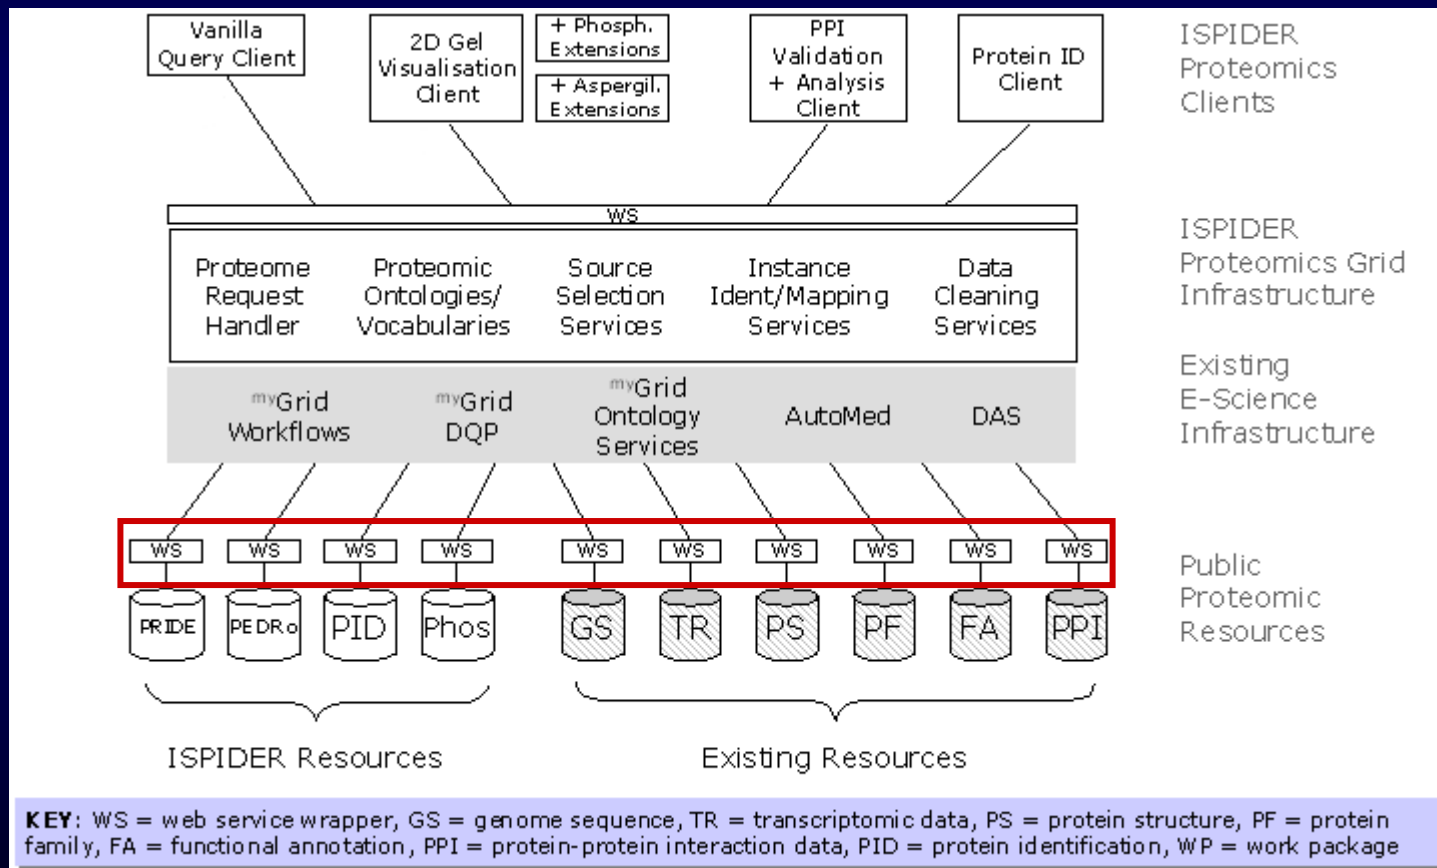 Vanilla
Query Client
2D Gel
Visualisation
Client
+ Phosph.
Extensions
+ Aspergil.
Extensions
PPI
Validation
+ Analysis
Client
Protein ID
Client
ISPIDER
Proteomics
Clients
WS
Proteome
Request
Handler
Proteomic
Ontologies/
Vocabularies
Source
Selection
Services
Instance
Ident/Mapping
Services
Data
Cleaning
Services
ISPIDER
Proteomics Grid
Infrastructure
myGrid
Workflows
myGrid
DQP
myGrid
Ontology
Services
AutoMed
DAS
Existing
E-Science
Infrastructure
WS WS WS WS WS WS WS WS WS WS
PRIDE PEDRo PID Phos GS TR PS PF FA PPI
Public
Proteomic
Resources
ISPIDER Resources
Existing Resources
KEY: WS = web service wrapper, GS = genome sequence, TR = transcriptomic data, PS = protein structure, PF = protein
family, FA = functional annotation, PPI = protein-protein interaction data, PID = protein identification, WP = work package